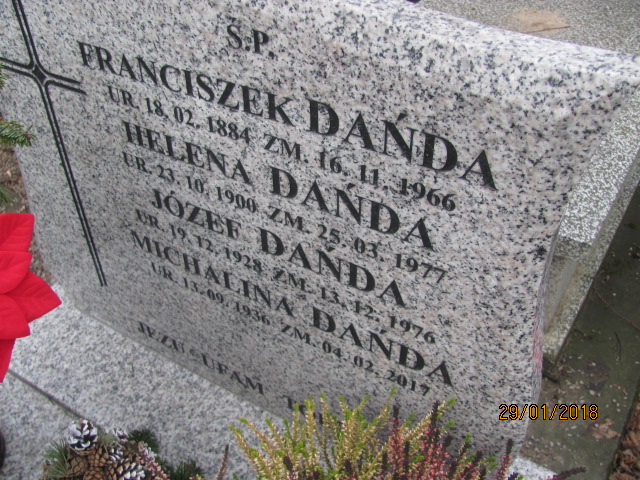 Ś.P.
FRANCISZEK DAŃDA
UR. 18.02.1884 ZM. 16.11.1966
HELENA DAŃDA
UR. 23.10.1900 ZM. 25.03.1977
JÓZEF DAŃDA
UR. 19.12.1928 ZM. 13.12.1976
MICHALINA DAŃDA
UR. 13.09.1936 ZM. 04.02.2017
JEZU UFAM
29/01/2018